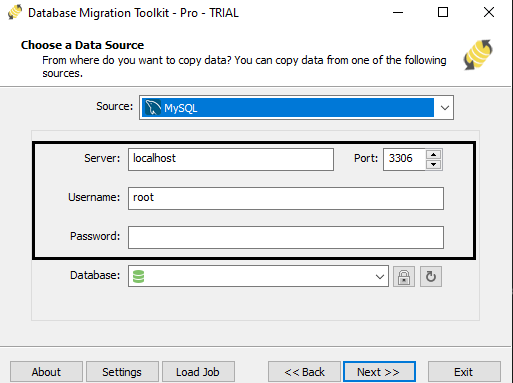 Database Migration Toolkit - Pro - TRIAL
Choose a Data Source
From where do you want to copy data? You can copy data from one of the following
sources.
Source: MySQL
Server: localhost Port: 3306
Username: root
Password:
Database:
About Settings Load Job << Back Next >> Exit